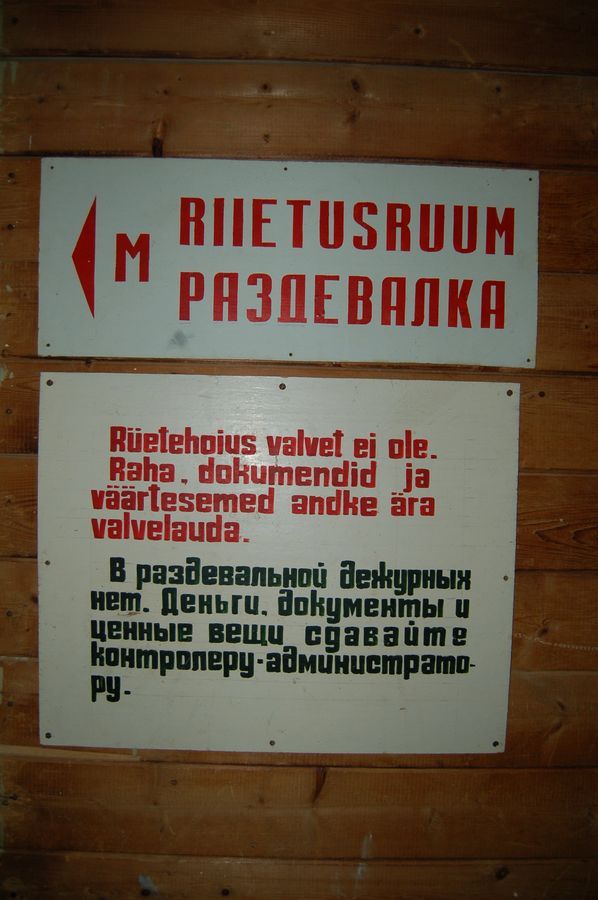 M
RIIETUSRUUM
РАЗДЕВАЛКА
Rüetehoius valvet ei ole.
Raha, dokumendid ja
väärtesemed andke ära
valvelauda.
В раздевальной дежурных
нет. Деньги, документы и
ценные вещи сдавайте
контролеру-администрато-
ру.